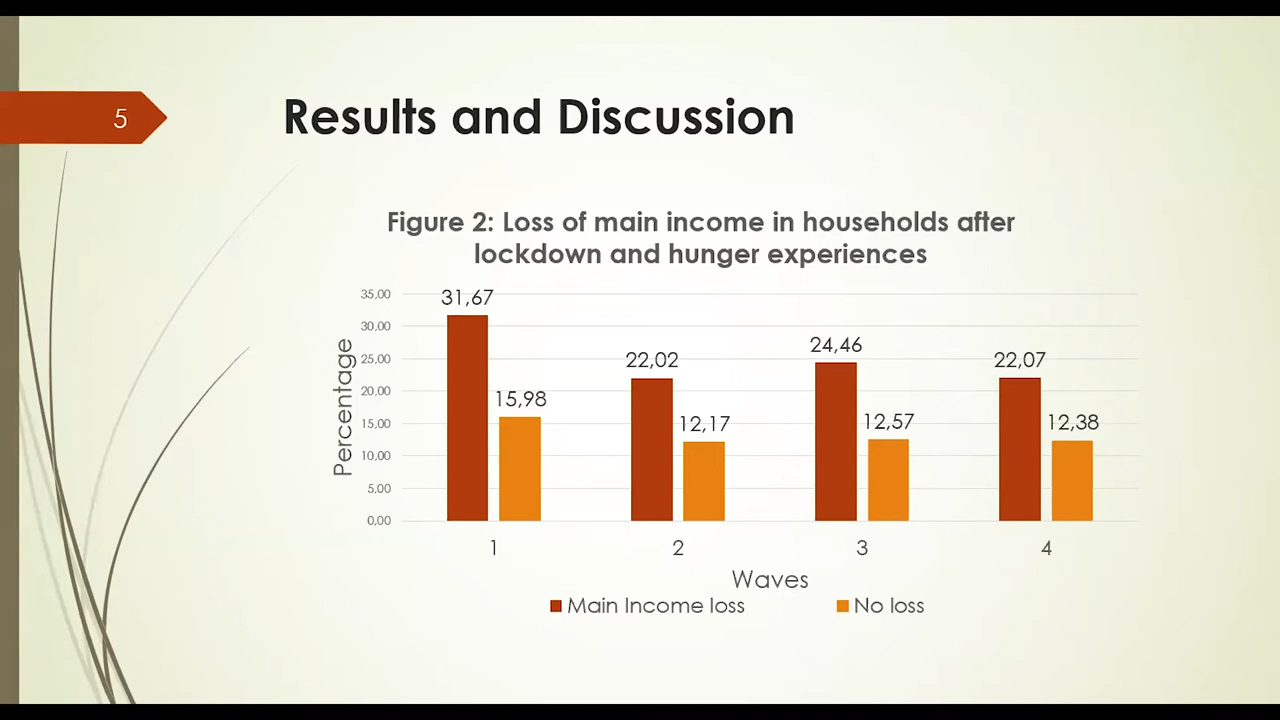 5
Results and Discussion
Figure 2: Loss of main income in households after
lockdown and hunger experiences
Percentage
35,00
30,00
25,00
20,00
15,00
10,00
5,00
0,00
31,67
15,98
22,02
12,17
24,46
12,57
22,07
12,38
1 2 3 4
Waves
Main Income loss No loss